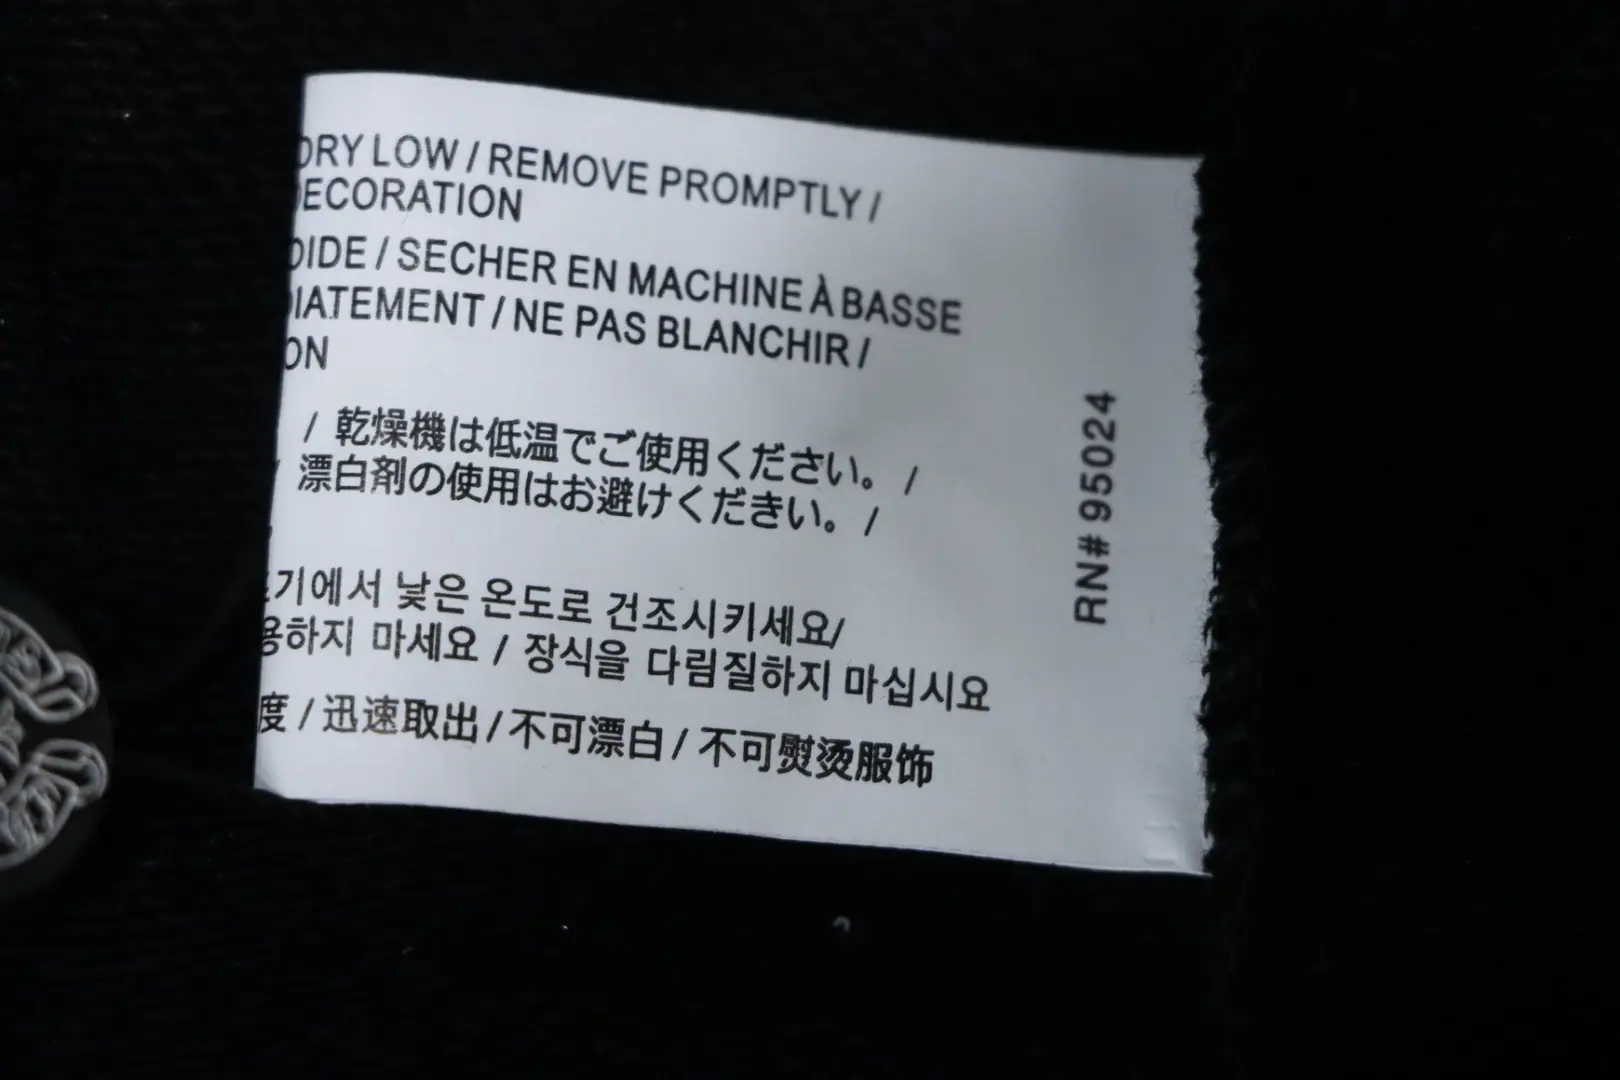 DRY LOW / REMOVE PROMPTLY /
DECORATION
OIDE / SECHER EN MACHINE À BASSE
DIATEMENT / NE PAS BLANCHIR /
ON
/ 乾燥機は低温でご使用ください。 /
/ 漂白剤の使用はお避けくだきい。 /
기에서 낮은 온도로 건조시키세요/
용하지 마세요 / 장식을 다림질하지 마십시요
度 / 迅速取出 / 不可漂白 / 不可熨烫服饰
RN# 95024